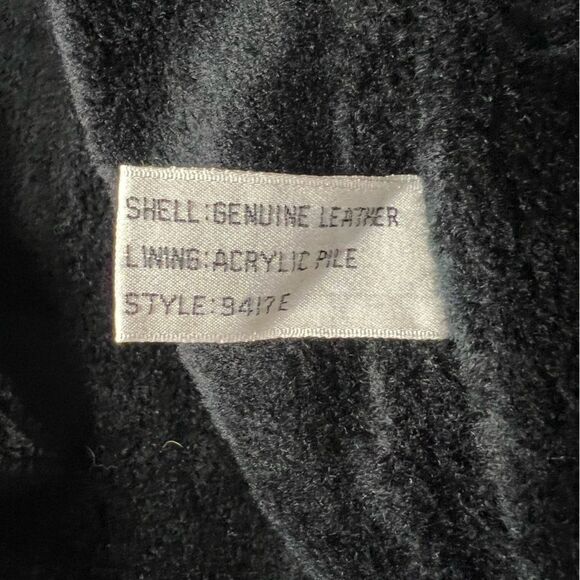 SHELL:GENUINE LEATHER
LINING:ACRYLIC PILE
STYLE:9417E